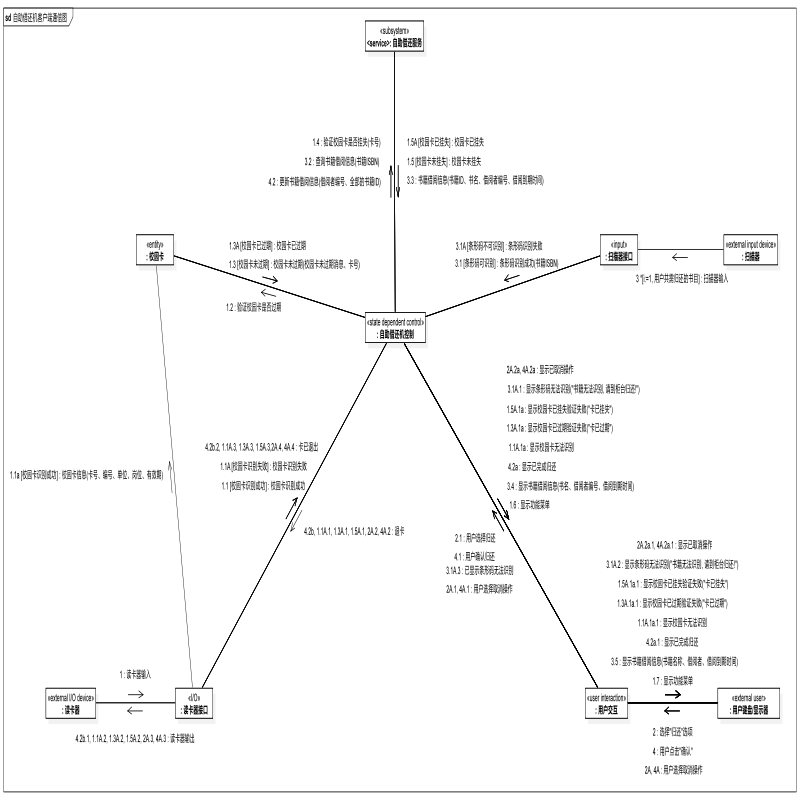 sd 自助借还机客户端通信图
«subsystem»
<service>: 自助借还服务
1.4 : 验证校园卡是否挂失(卡号)
3.2 : 查询书籍借阅信息(书籍ISBN)
4.2 : 更新书籍借阅信息(借阅者编号、全部的书籍ID)
1.5A [校园卡已挂失] : 校园卡已挂失
1.5 [校园卡未挂失] : 校园卡未挂失
3.3 : 书籍借阅信息(书籍ID、书名、借阅者编号、借阅到期时间)
«entity»
: 校园卡
1.3A [校园卡已过期] : 校园卡已过期
1.3 [校园卡未过期] : 校园卡未过期(校园卡未过期消息、卡号)
1.2 : 验证校园卡是否过期
3.1A [条形码不可识别] : 条形码识别失败
3.1 [条形码可识别] : 条形码识别成功(书籍ISBN)
«input»
: 扫描器接口
«external input device»
: 扫描器
3 *[i:=1, 用户共需归还的书目] : 扫描器输入
«state dependent control»
: 自助借还机控制
2A.2a, 4A.2a : 显示已取消操作
3.1A.1 : 显示条形码无法识别("书籍无法识别, 请到柜台归还!")
1.5A.1a : 显示校园卡已挂失验证失败("卡已挂失")
1.3A.1a : 显示校园卡已过期验证失败("卡已过期")
1.1A.1a : 显示校园卡无法识别
4.2a : 显示已完成归还
3.4 : 显示书籍借阅信息(书名、借阅者编号、借阅到期时间)
1.6 : 显示功能菜单
4.2b.2, 1.1A.3, 1.3A.3, 1.5A.3,2A.4, 4A.4 : 卡已退出
1.1A [校园卡识别失败] : 校园卡识别失败
1.1 [校园卡识别成功] : 校园卡识别成功
1.1a [校园卡识别成功] : 校园卡信息(卡号、编号、单位、岗位、有效期)
4.2b, 1.1A.1, 1.3A.1, 1.5A.1, 2A.2, 4A.2 : 退卡
2.1 : 用户选择归还
4.1 : 用户确认归还
3.1A.3 : 已显示条形码无法识别
2A.1, 4A.1 : 用户选择取消操作
2A.2a.1, 4A.2a.1 : 显示已取消操作
3.1A.2 : 显示条形码无法识别("书籍无法识别, 请到柜台归还!")
1.5A.1a.1 : 显示校园卡已挂失验证失败("卡已挂失")
1.3A.1a.1 : 显示校园卡已过期验证失败("卡已过期")
1.1A.1a.1 : 显示校园卡无法识别
4.2a.1 : 显示已完成归还
3.5 : 显示书籍借阅信息(书籍名称、借阅者、借阅到期时间)
1.7 : 显示功能菜单
1 : 读卡器输入
«external I/O device»
: 读卡器
«I/O»
: 读卡器接口
4.2b.1, 1.1A.2, 1.3A.2, 1.5A.2, 2A.3, 4A.3 : 读卡器输出
«user interaction»
: 用户交互
«external user»
: 用户键盘/显示器
2 : 选择"归还"选项
4 : 用户点击"确认"
2A, 4A : 用户选择取消操作